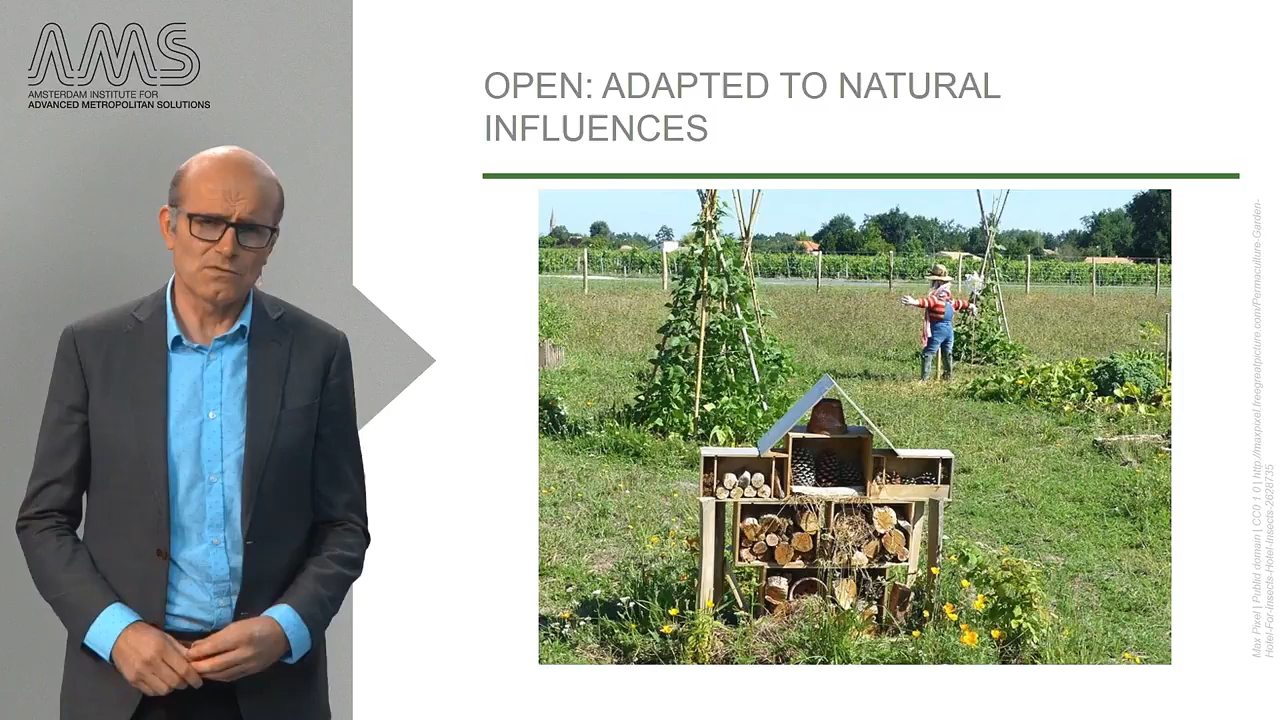 AMS
AMSTERDAM INSTITUTE FOR
ADVANCED METROPOLITAN SOLUTIONS
OPEN: ADAPTED TO NATURAL
INFLUENCES
Max Pixel | Publid domain | CC0 1.0 | http://maxpixel.freegreatpicture.com/Permaculture-Garden-
Hotel-For-Insects-Hotel-Insects-2628735